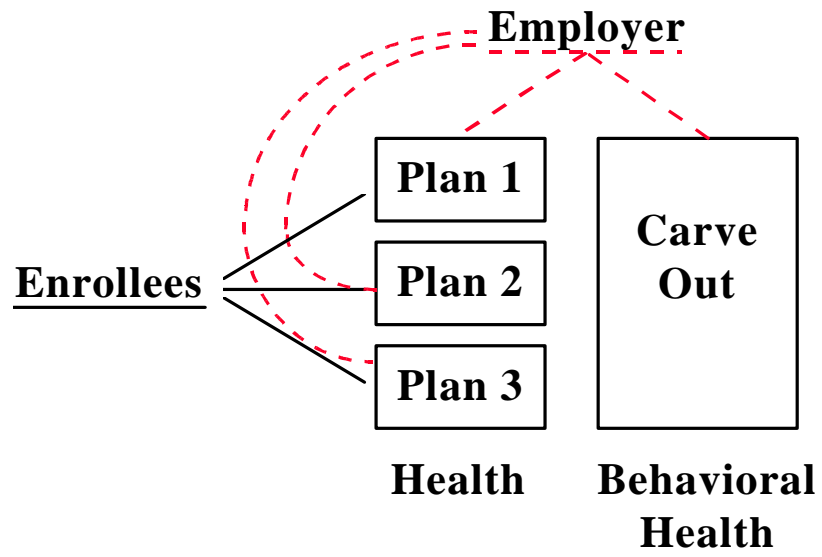 Employer
Plan 1
Carve
Out
Enrollees
Plan 2
Plan 3
Health
Behavioral
Health